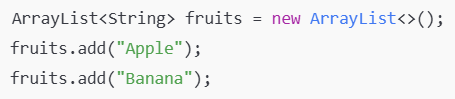 ArrayList<String> fruits = new ArrayList<>();
fruits.add("Apple");
fruits.add("Banana");